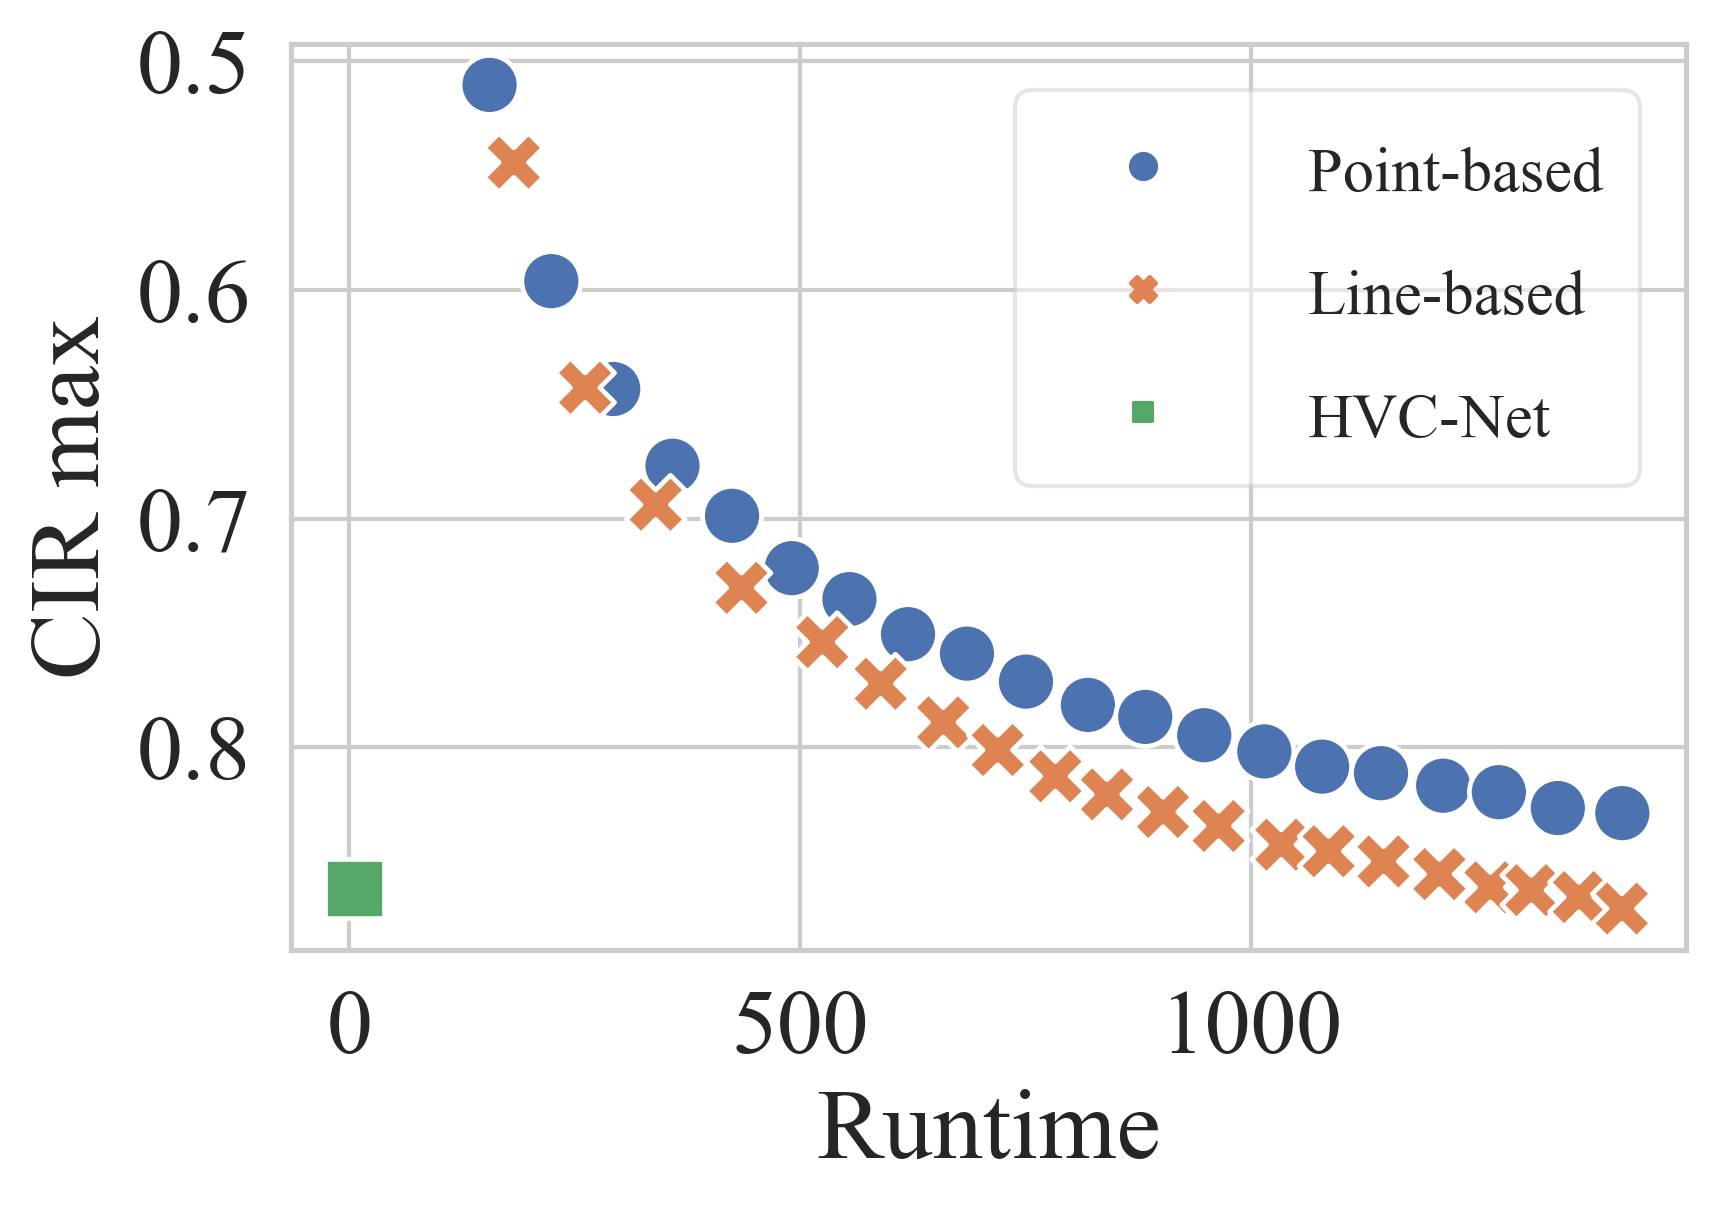 CIR max
0.5
0.6
0.7
0.8
Point-based
Line-based
HVC-Net
0 500 1000
Runtime